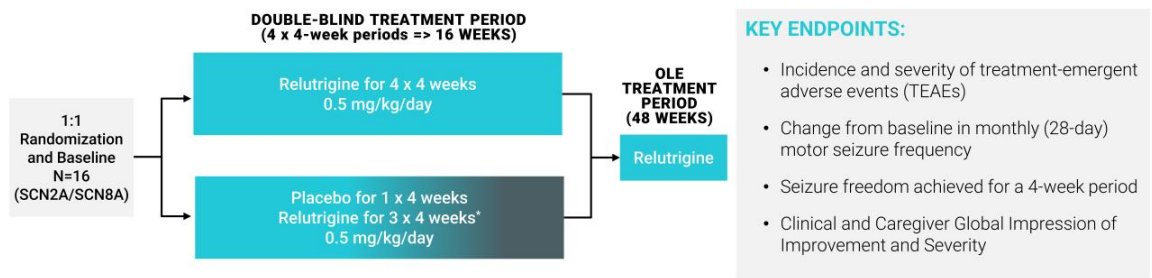 DOUBLE-BLIND TREATMENT PERIOD
(4 x 4-week periods => 16 WEEKS)
1:1
Randomization
and Baseline
N=16
(SCN2A/SCN8A)
Relutrigine for 4 x 4 weeks
0.5 mg/kg/day
Placebo for 1 x 4 weeks
Relutrigine for 3 x 4 weeks*
0.5 mg/kg/day
OLE
TREATMENT
PERIOD
(48 WEEKS)
Relutrigine
KEY ENDPOINTS:
• Incidence and severity of treatment-emergent
adverse events (TEAEs)
• Change from baseline in monthly (28-day)
motor seizure frequency
• Seizure freedom achieved for a 4-week period
• Clinical and Caregiver Global Impression of
Improvement and Severity